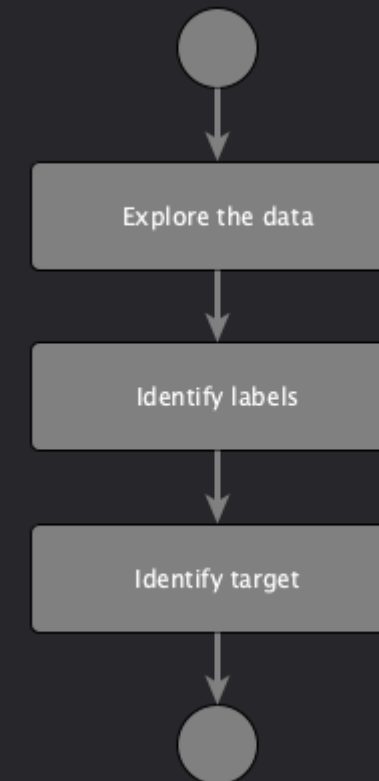 Explore the data
Identify labels
Identify target